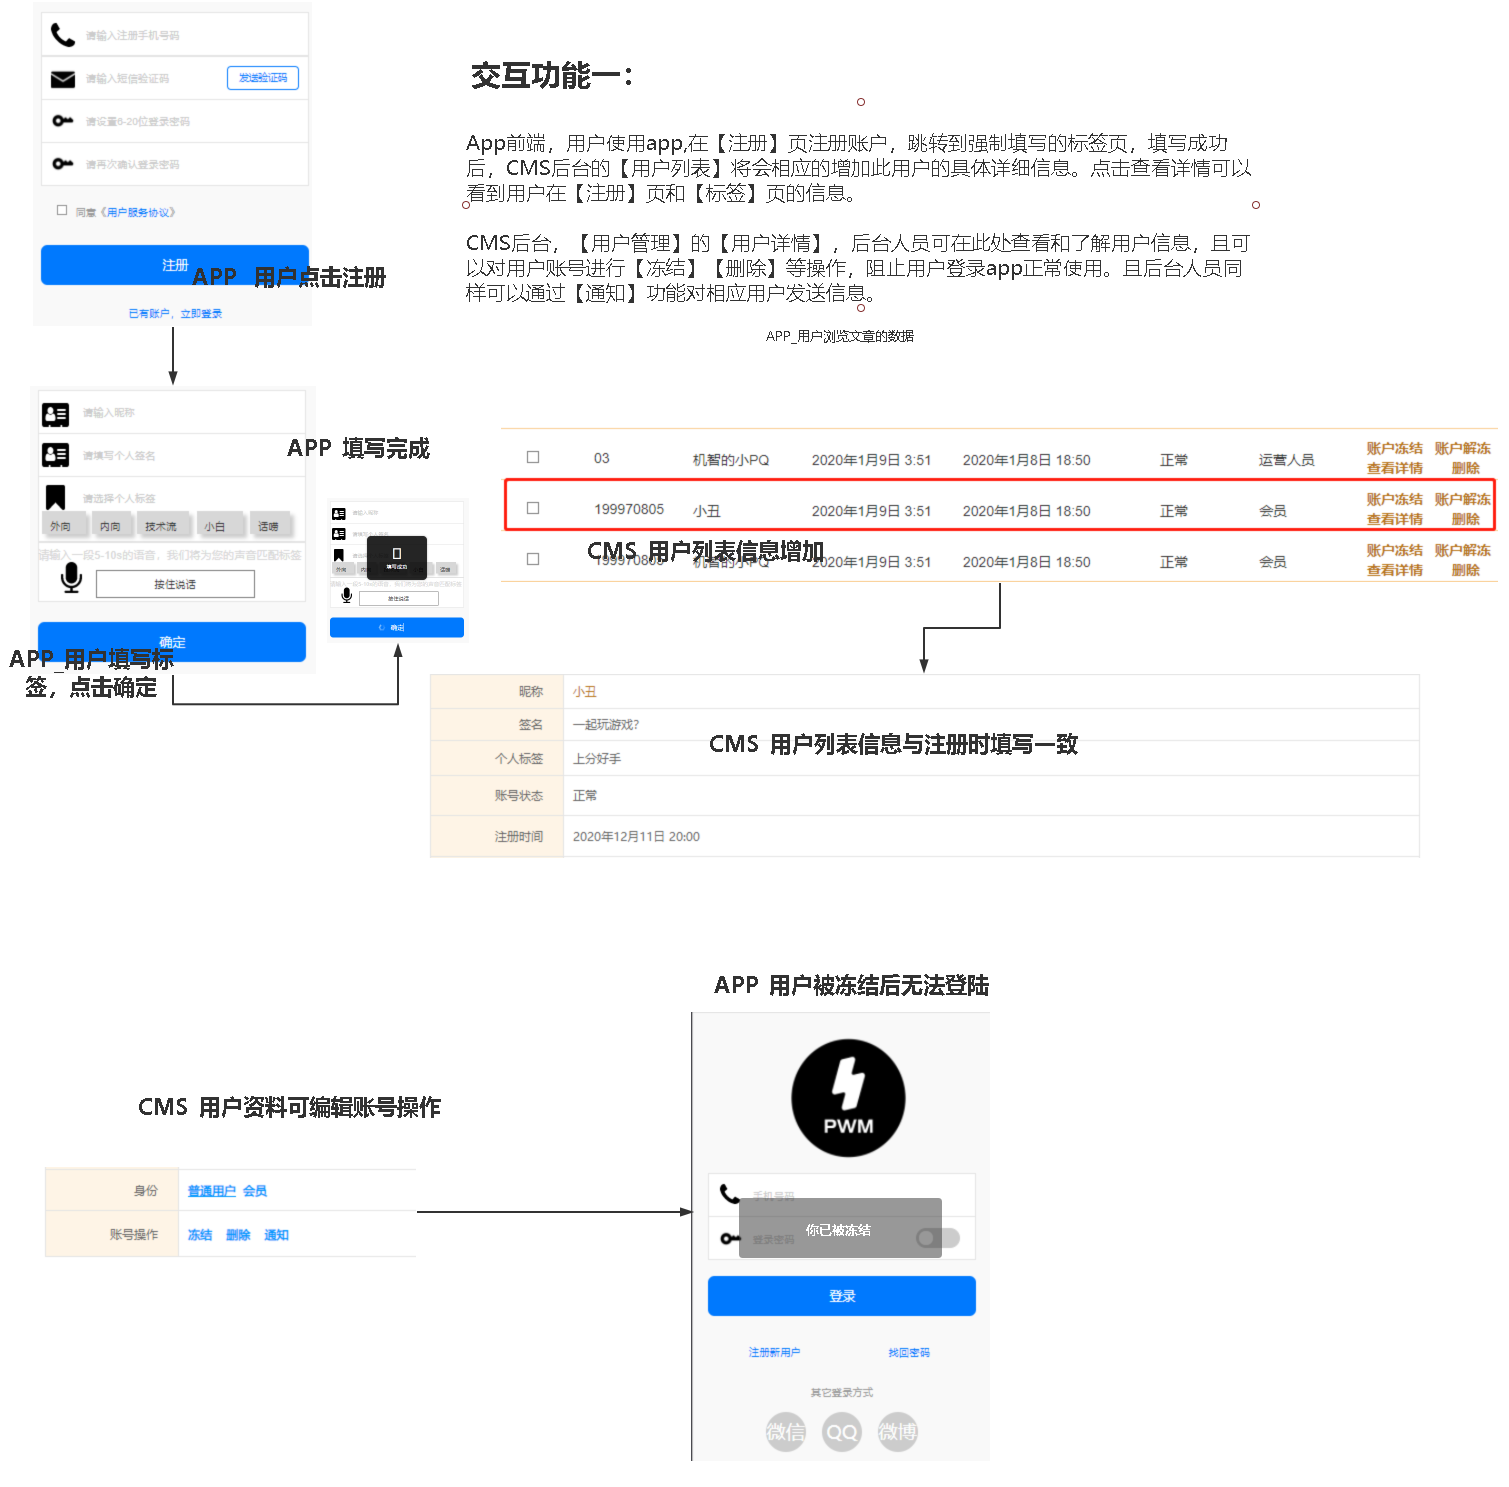 请输入注册手机号码
请输入短信验证码
发送验证码
请设置6-20位登录密码
请再次确认登录密码
同意《用户服务协议》
注册
APP 用户点击注册
已有账户，立即登录
交互功能一：
App前端，用户使用app,在【注册】页注册账户，跳转到强制填写的标签页，填写成功
后，CMS后台的【用户列表】将会相应的增加此用户的具体详细信息。点击查看详情可以
看到用户在【注册】页和【标签】页的信息。
CMS后台，【用户管理】的【用户详情】，后台人员可在此处查看和了解用户信息，且可
以对用户账号进行【冻结】【删除】等操作，阻止用户登录app正常使用。且后台人员同
样可以通过【通知】功能对相应用户发送信息。
APP_用户浏览文章的数据
请输入昵称
请填写个人签名
请选择个人标签
外向 内向 技术流 小白 话唠
请输入一段5-10s的语音，我们将为您的声音匹配标签
按住说话
确定
APP_用户填写标
签，点击确定
APP 填写完成
请输入昵称
填写成功
外向
话唠
按住说话
确定
03 机智的小PQ 2020年1月9日 3:51 2020年1月8日 18:50 正常 运营人员 账户冻结 账户解冻
查看详情 删除
199970805 小丑 2020年1月9日 3:51 2020年1月8日 18:50 正常 会员 账户冻结 账户解冻
查看详情 删除
CMS 用户列表信息增加
199970805 机智的小PQ 2020年1月9日 3:51 2020年1月8日 18:50 正常 会员 账户冻结 账户解冻
查看详情 删除
昵称 小丑
签名 一起玩游戏?
CMS 用户列表信息与注册时填写一致
个人标签 上分好手
账号状态 正常
注册时间 2020年12月11日 20:00
CMS 用户资料可编辑账号操作
身份 普通用户 会员
账号操作 冻结 删除 通知
APP 用户被冻结后无法登陆
PWM
手机号码
你已被冻结
登录密码
登录
注册新用户 找回密码
其它登录方式
微信 QQ 微博